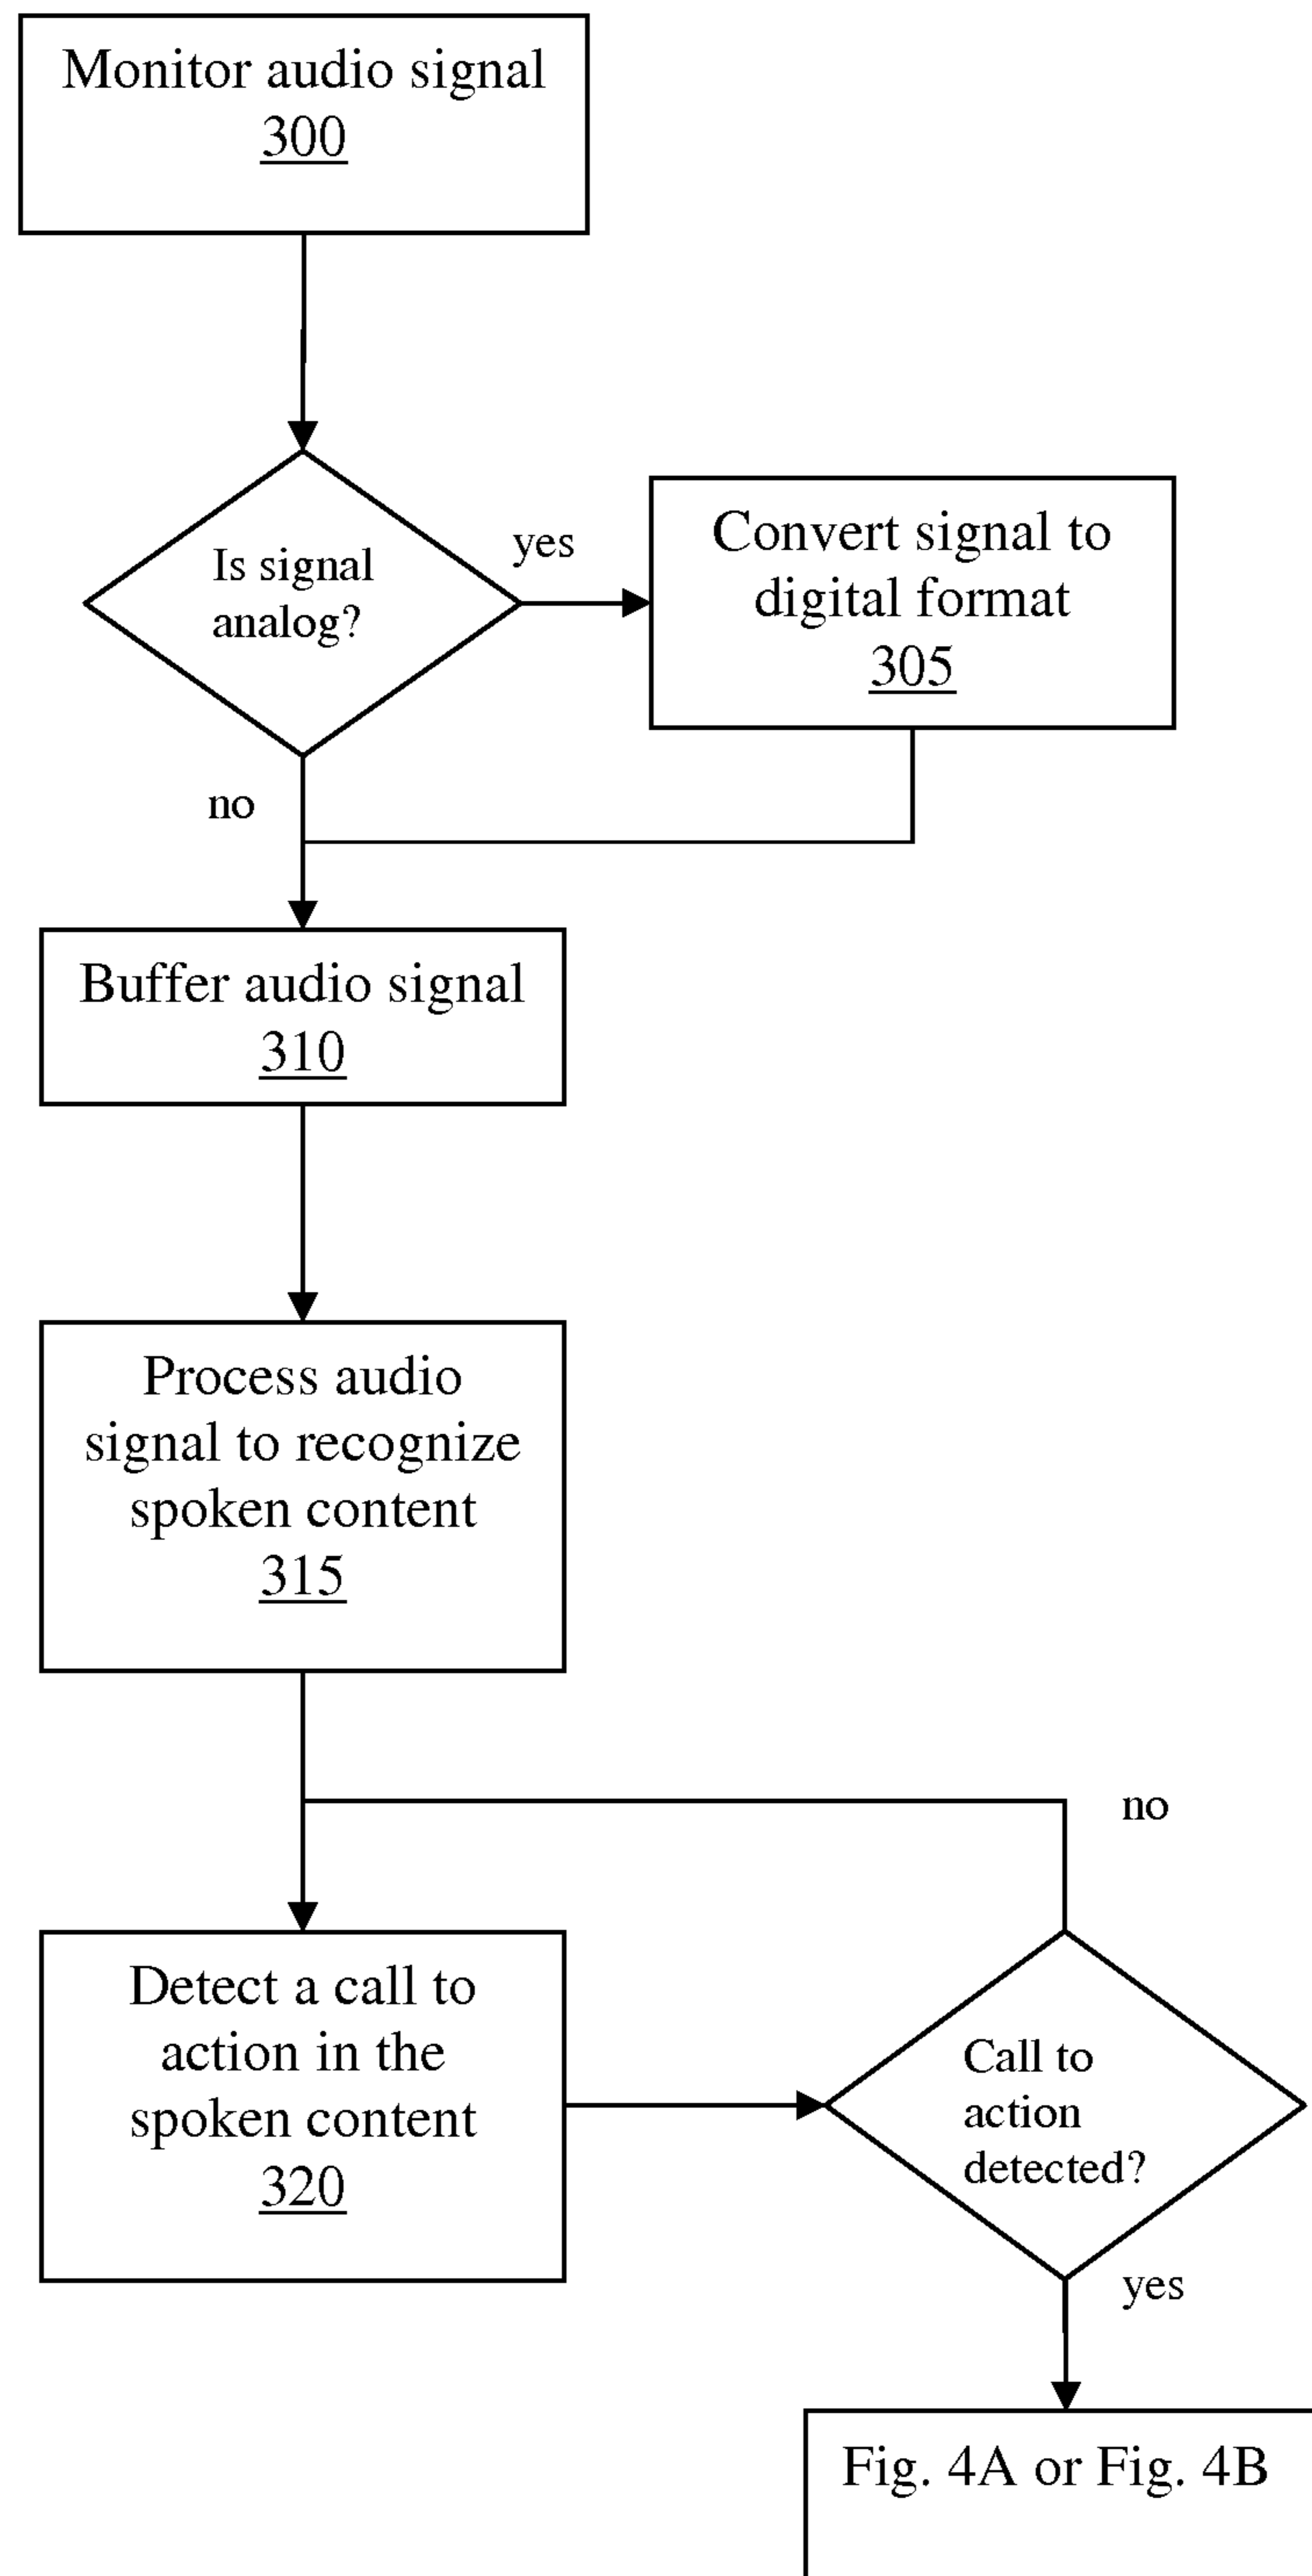 Monitor audio signal
300
Is signal
analog?
yes
Convert signal to
digital format
305
no
Buffer audio signal
310
Process audio
signal to recognize
spoken content
315
no
Detect a call to
action in the
spoken content
320
Call to
action
detected?
yes
Fig. 4A or Fig. 4B